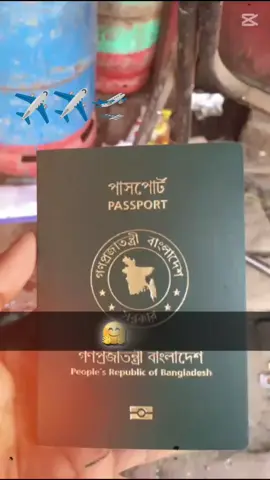 পাসপোর্ট
PASSPORT
গণপ্রজাতন্ত্রী বাংলাদেশ
সরকার
গণপ্রজাতন্ত্রী বাংলাদেশ
People's Republic of Bangladesh